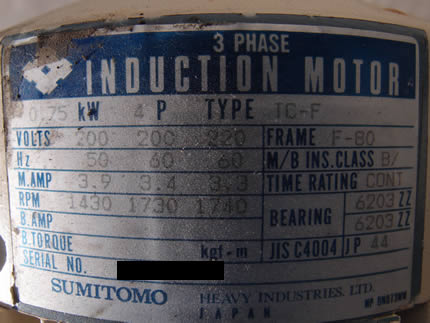 3 PHASE
INDUCTION MOTOR
0.75 kW 4 P TYPE TC-F
VOLTS 200 200 220 FRAME F-80
Hz 50 60 60 M/B INS.CLASS B/
M.AMP 3.9 3.4 3.3 TIME RATING CONT
RPM 1430 1730 1740 BEARING 6203 ZZ
B.AMP 6203 ZZ
B.TORQUE kgf-m JIS C4004 JP 44
SERIAL NO.
SUMITOMO HEAVY INDUSTRIES. LTD.
JAPAN